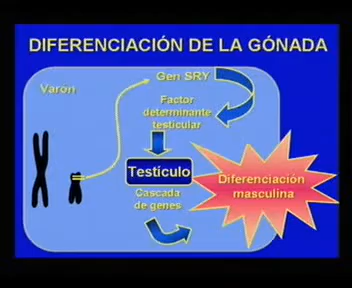 DIFERENCIACIÓN DE LA GÓNADA
Varon
Gen SRY
Factor
determinante
testicular
Testículo
Cascada
de genes
Diferenciación
masculina